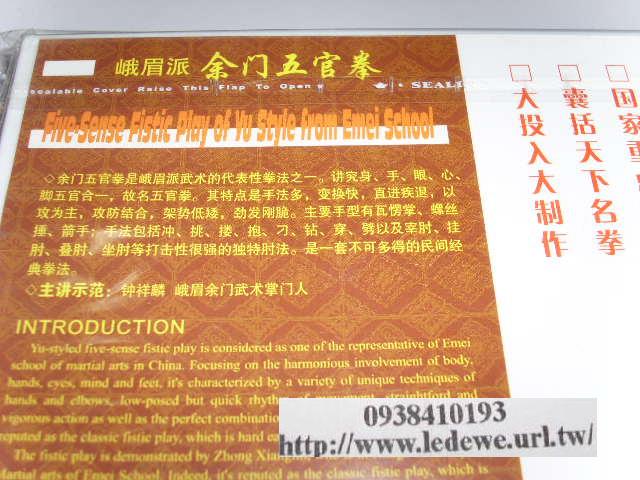 峨眉派 余门五官拳
Resealable Cover Raise This Flap To Open
Five-Sense Fistic Play of Yu Style from Emei School
◇余门五官拳是峨眉派武术的代表性拳法之一。讲究身、手、眼、心、
脚五官合一，故名五官拳。其特点是手法多，变换快，直进疾退，以
攻为主，攻防结合，架势低矮，劲发刚脆。主要手型有瓦愣掌、螺丝
捶、箭手；手法包括冲、挑、搂、抱、刁、钻、穿、劈以及宰肘、挂
肘、叠肘、坐肘等打击性很强的独特肘法。是一套不可多得的民间经
典拳法。
◇主讲示范：钟祥麟 峨眉余门武术掌门人
INTRODUCTION
Yu-styled five-sense fistic play is considered as one of the representative of Emei
school of martial arts in China. Focusing on the harmonious involvement of body,
hands, eyes, mind and feet, it's characterized by a variety of unique techniques of
hands and elbows, low-posed but quick rhythm of movement, straightford and
vigorous action as well as the perfect combination
reputed as the classic fistic play, which is hard
The fistic play is demonstrated by Zhong
Martial arts of Emei School. Indeed, it's reputed as the classic fistic play, which is
□国家重
□囊括天下名拳
□大投入大制作
0938410193
http://www.ledewe.url.tw/